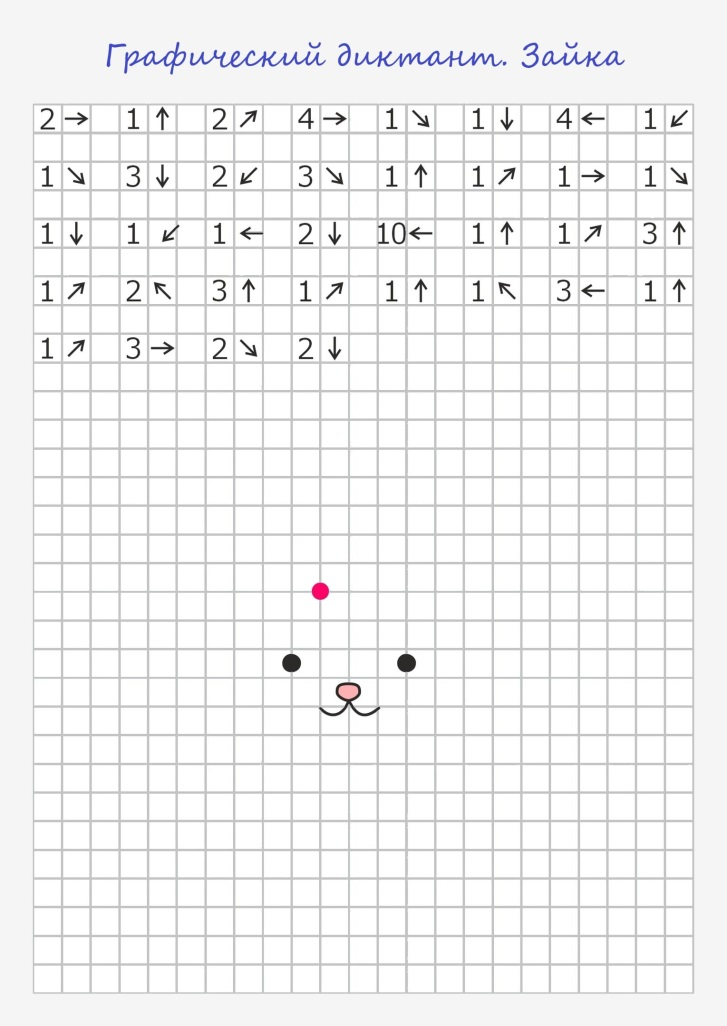 Графический диктант. Зайка
2→ 1↑ 2↗ 4→ 1↘ 1↓ 4← 1↙
1↘ 3↓ 2↙ 3↘ 1↑ 1↗ 1→ 1↘
1↓ 1↙ 1← 2↓ 10← 1↑ 1↗ 3↑
1↗ 2↖ 3↑ 1↗ 1↑ 1↖ 3← 1↑
1↗ 3→ 2↘ 2↓